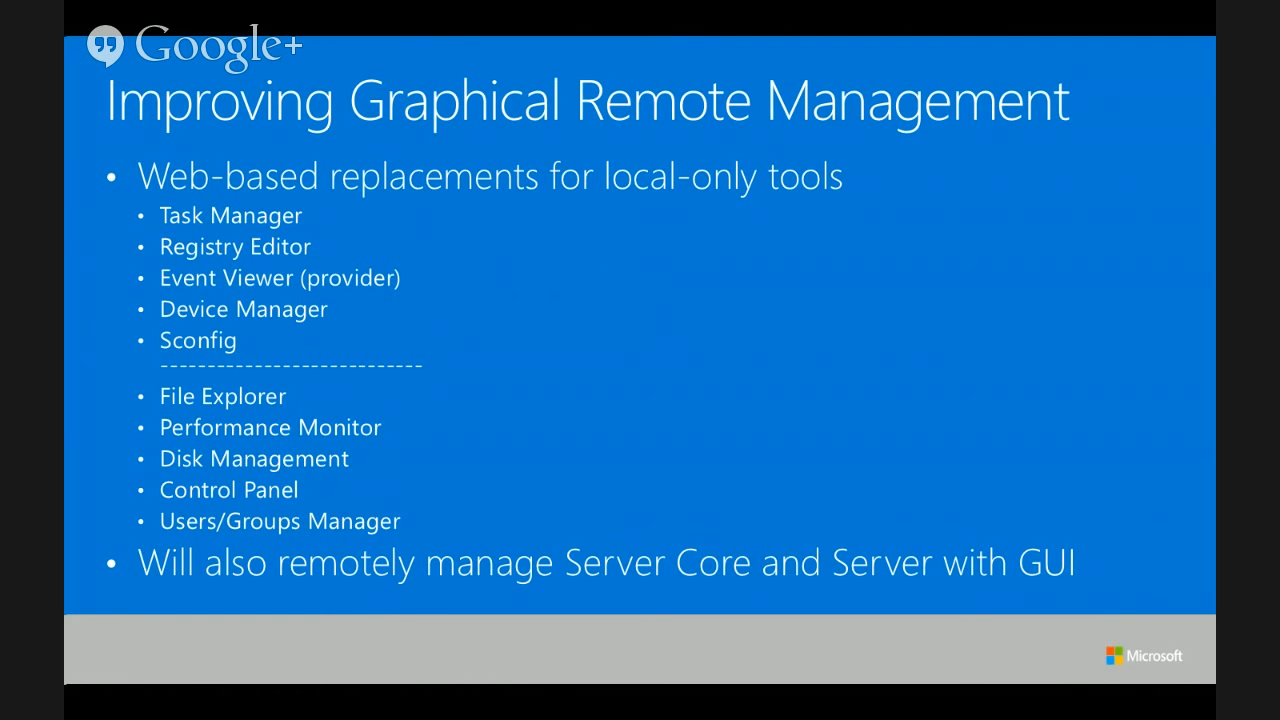 Google+
Improving Graphical Remote Management
• Web-based replacements for local-only tools
• Task Manager
• Registry Editor
• Event Viewer (provider)
• Device Manager
• Sconfig
----------------------------
• File Explorer
• Performance Monitor
• Disk Management
• Control Panel
• Users/Groups Manager
• Will also remotely manage Server Core and Server with GUI
Microsoft